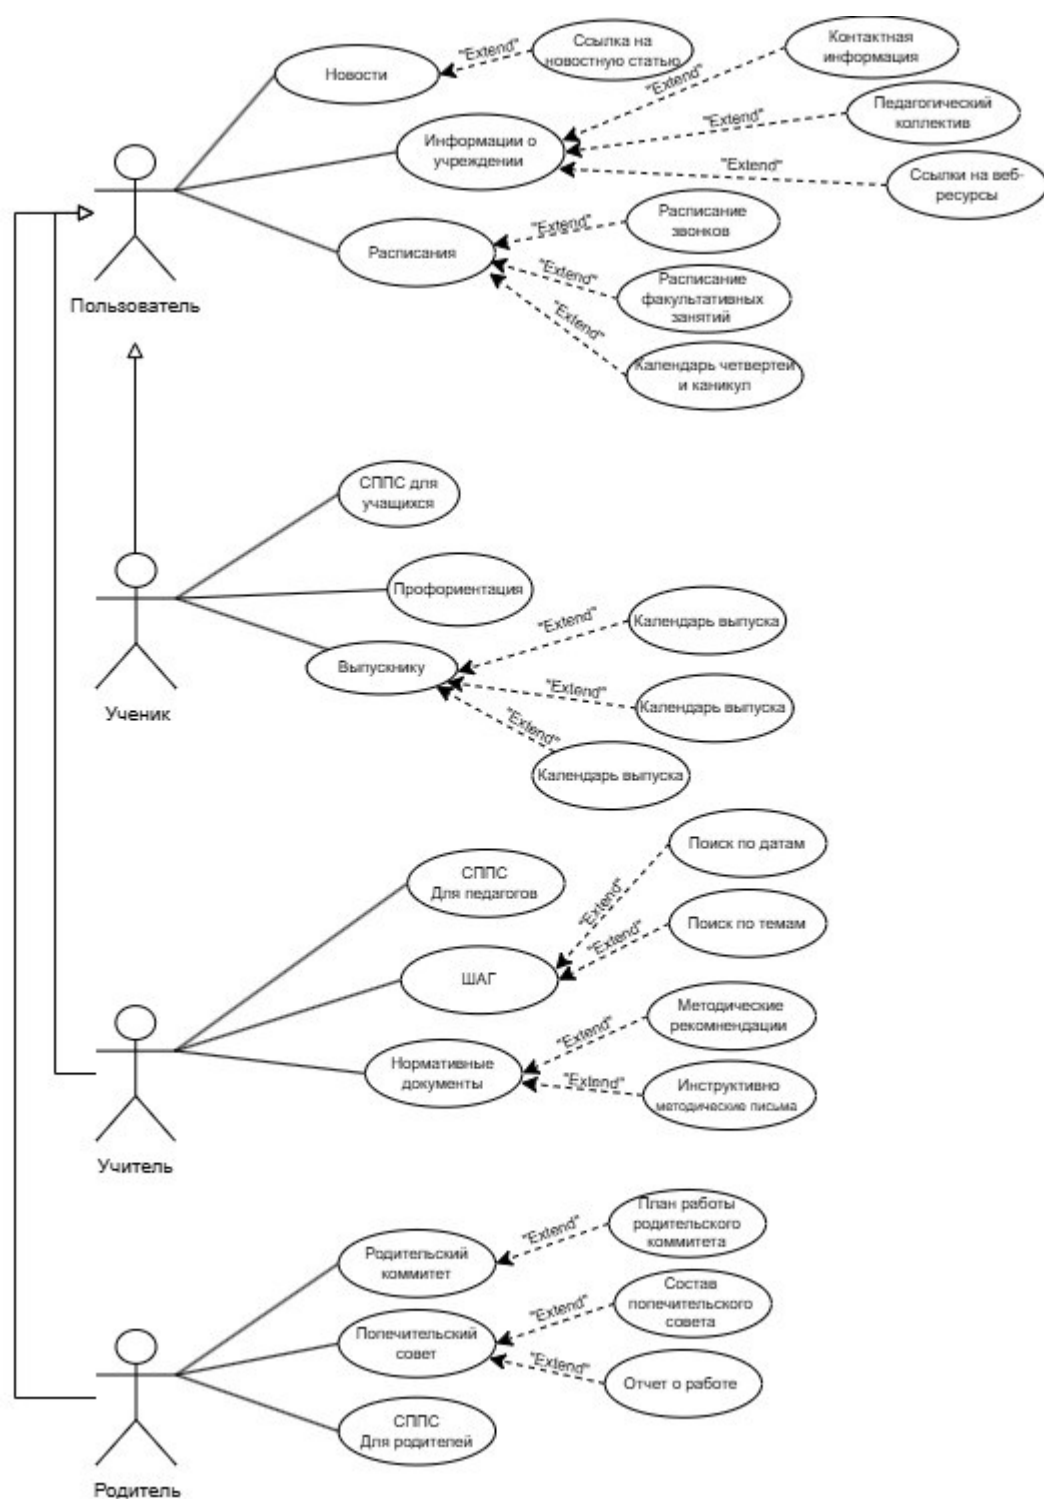 Новости
"Extend"
Ссылка на
новостную статью
Контактная
информация
"Extend"
Информации о
учреждении
"Extend"
Педагогический
коллектив
"Extend"
Ссылки на веб-
ресурсы
Расписания
"Extend"
Расписание
звонков
"Extend"
Расписание
факультативных
занятий
"Extend"
Календарь четвертей
и каникул
Пользователь
СППС для
учащихся
Профориентация
Выпускнику
"Extend"
Календарь выпуска
"Extend"
Календарь выпуска
"Extend"
Календарь выпуска
Ученик
СППС
Для педагогов
"Extend"
Поиск по датам
ШАГ
"Extend"
Поиск по темам
Нормативные
документы
"Extend"
Методические
рекомнендации
"Extend"
Инструктивно
методические письма
Учитель
Родительский
коммитет
"Extend"
План работы
родительского
коммитета
Попечительский
совет
"Extend"
Состав
попечительского
совета
"Extend"
Отчет о работе
СППС
Для родителей
Родитель